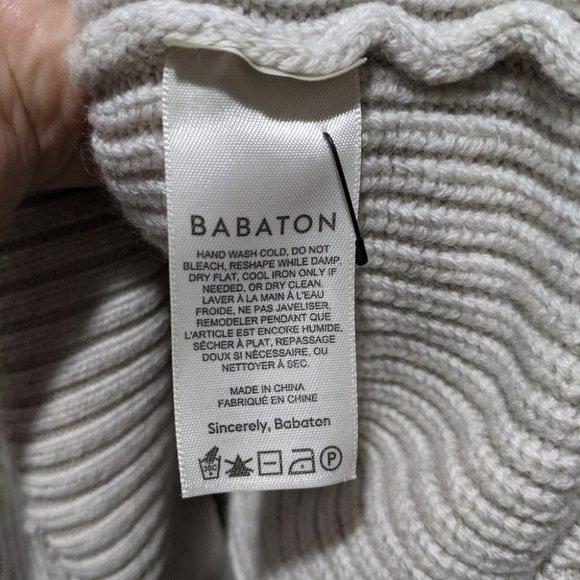 BABATON
HAND WASH COLD, DO NOT
BLEACH, RESHAPE WHILE DAMP,
DRY FLAT, COOL IRON ONLY IF
NEEDED, OR DRY CLEAN.
LAVER À LA MAIN À L'EAU
FROIDE, NE PAS JAVELISER,
REMODELER PENDANT QUE
L'ARTICLE EST ENCORE HUMIDE,
SÉCHER À PLAT, REPASSAGE
DOUX SI NÉCESSAIRE, OU
NETTOYER À SEC.
MADE IN CHINA
FABRIQUÉ EN CHINE
Sincerely, Babaton
P